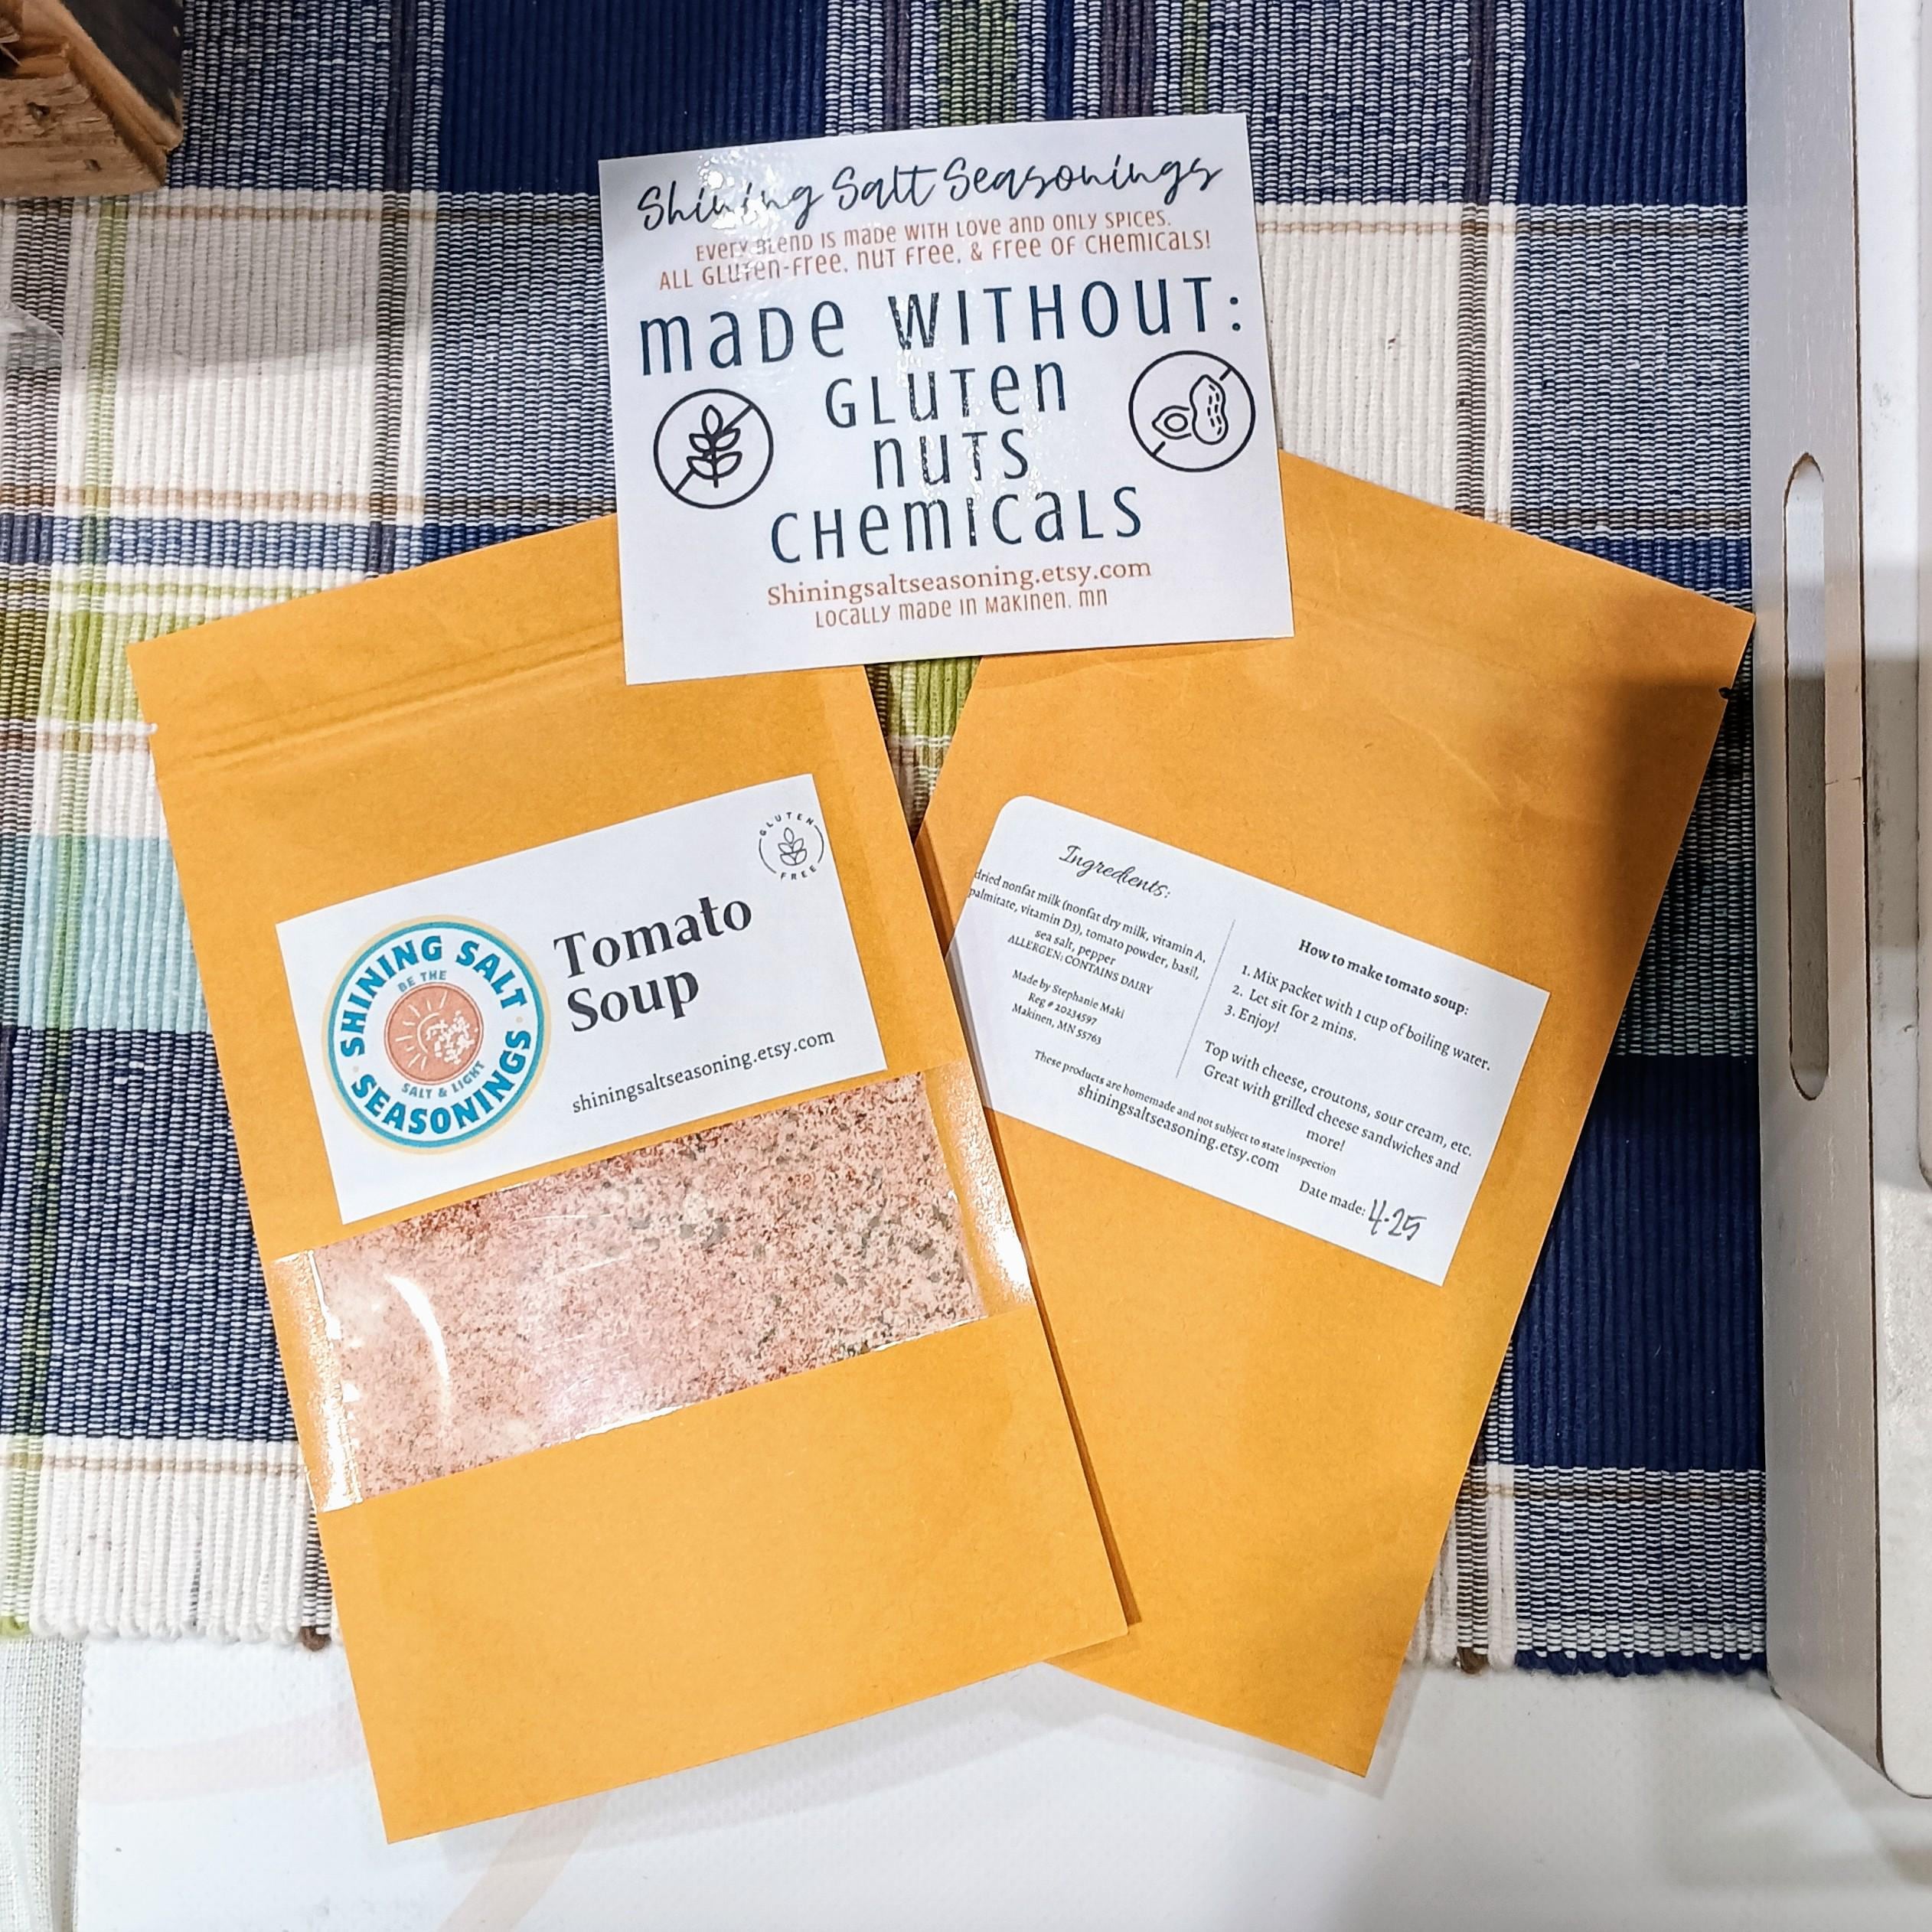 Shining Salt Seasonings
EVERY BLEND IS MADE WITH LOVE AND ONLY SPICES.
ALL GLUTEN-FREE, NUT FREE, & FREE OF CHEMICALS!
MADE WITHOUT:
GLUTEN
NUTS
CHEMICALS
Shiningsaltseasoning.etsy.com
LOCALLY MADE IN MAKINEN, MN
GLUTEN
FREE
SHINING SALT
BE THE
SALT & LIGHT
SEASONINGS
Tomato
Soup
shiningsaltseasoning.etsy.com
Ingredients:
dried nonfat milk (nonfat dry milk, vitamin A,
palmitate, vitamin D3), tomato powder, basil,
sea salt, pepper
ALLERGEN: CONTAINS DAIRY
Made by Stephanie Maki
Reg # 20234597
Makinen, MN 55763
These products are homemade and not subject to state inspection
shiningsaltseasoning.etsy.com
How to make tomato soup:
1. Mix packet with 1 cup of boiling water.
2. Let sit for 2 mins.
3. Enjoy!
Top with cheese, croutons, sour cream, etc.
Great with grilled cheese sandwiches and
more!
Date made: 4-25